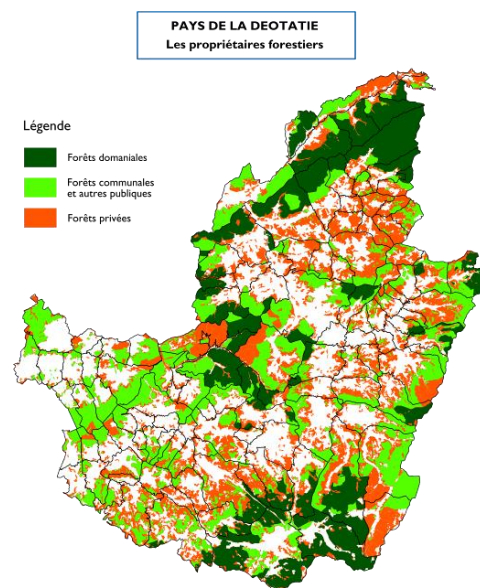 PAYS DE LA DEOTATIE
Les propriétaires forestiers
Légende
Forêts domaniales
Forêts communales
et autres publiques
Forêts privées